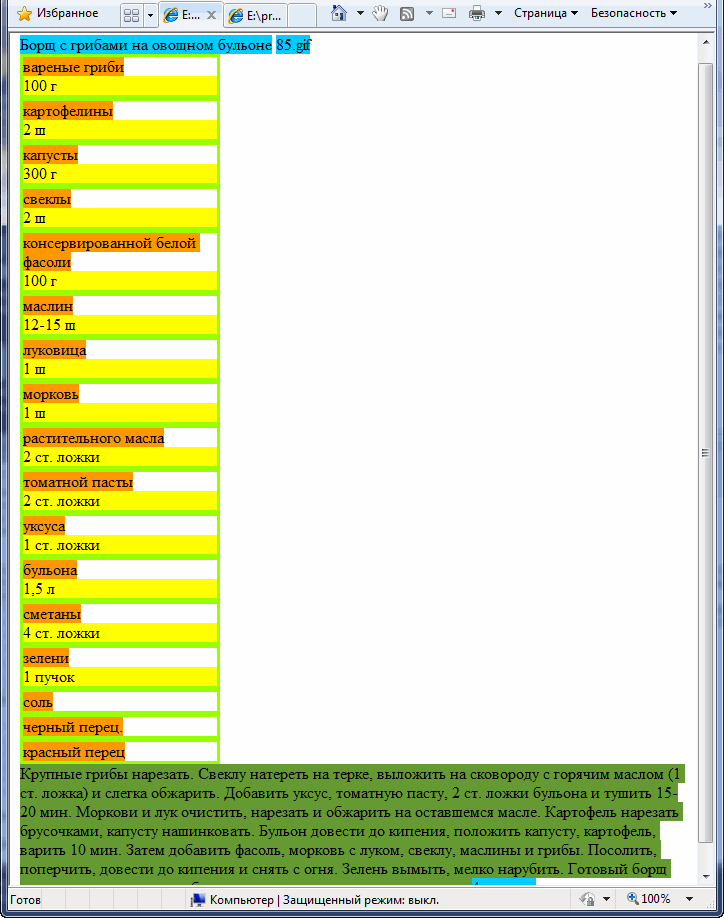 Избранное
E:...
E:\pr...
Страница
Безопасность
Борщ с грибами на овощном бульоне 85.gif
вареные гриби
100 г
картофелины
2 ш
капусты
300 г
свеклы
2 ш
консервированной белой
фасоли
100 г
маслин
12-15 ш
луковица
1 ш
морковь
1 ш
растительного масла
2 ст. ложки
томатной пасты
2 ст. ложки
уксуса
1 ст. ложки
бульона
1,5 л
сметаны
4 ст. ложки
зелени
1 пучок
соль
черный перец.
красный перец
Крупные грибы нарезать. Свеклу натереть на терке, выложить на сковороду с горячим маслом (1
ст. ложка) и слегка обжарить. Добавить уксус, томатную пасту, 2 ст. ложки бульона и тушить 15-
20 мин. Моркови и лук очистить, нарезать и обжарить на оставшемся масле. Картофель нарезать
брусочками, капусту нашинковать. Бульон довести до кипения, положить капусту, картофель,
варить 10 мин. Затем добавить фасоль, морковь с луком, свеклу, маслины и грибы. Посолить,
поперчить, довести до кипения и снять с огня. Зелень вымыть, мелко нарубить. Готовый борщ
Готов
Компьютер | Защищенный режим: выкл.
100%